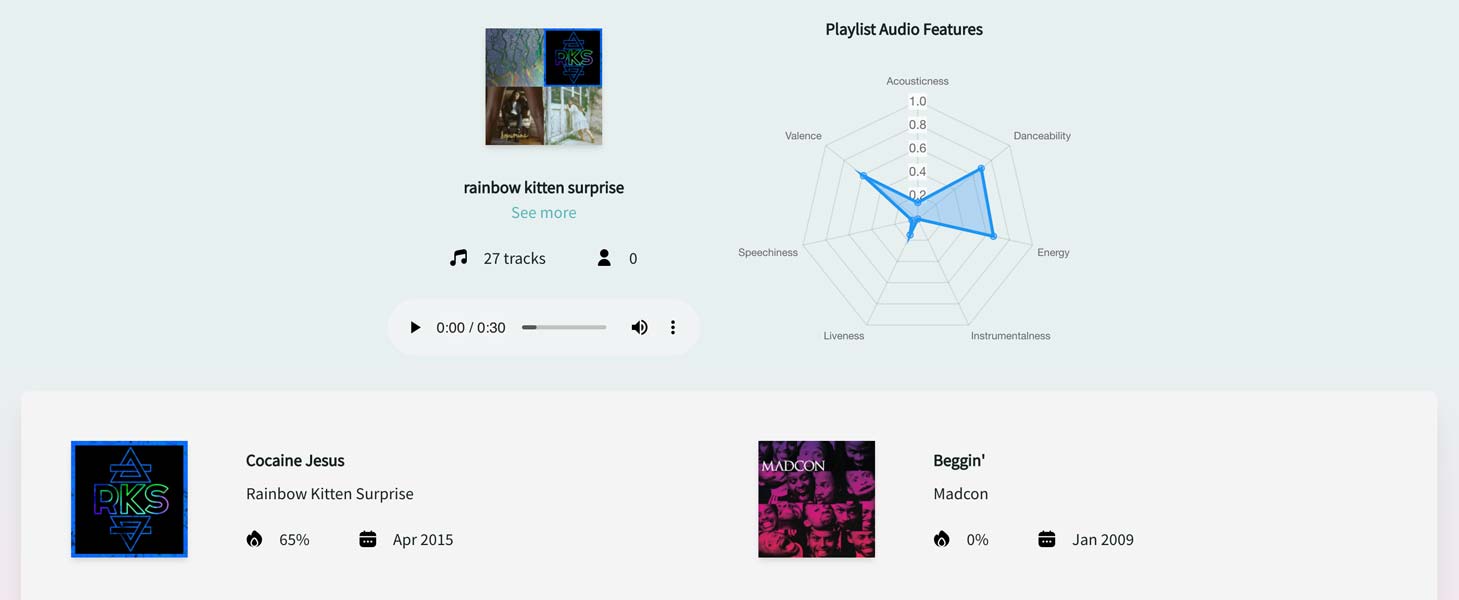 Playlist Audio Features
RKS
rainbow kitten surprise
See more
27 tracks
0
0:00 / 0:30
Acousticness
1.0
0.8
0.6
0.4
0.2
Valence
Danceability
Speechiness
Energy
Liveness
Instrumentalness
RKS
Cocaine Jesus
Rainbow Kitten Surprise
65%
Apr 2015
MADCON
Beggin'
Madcon
0%
Jan 2009